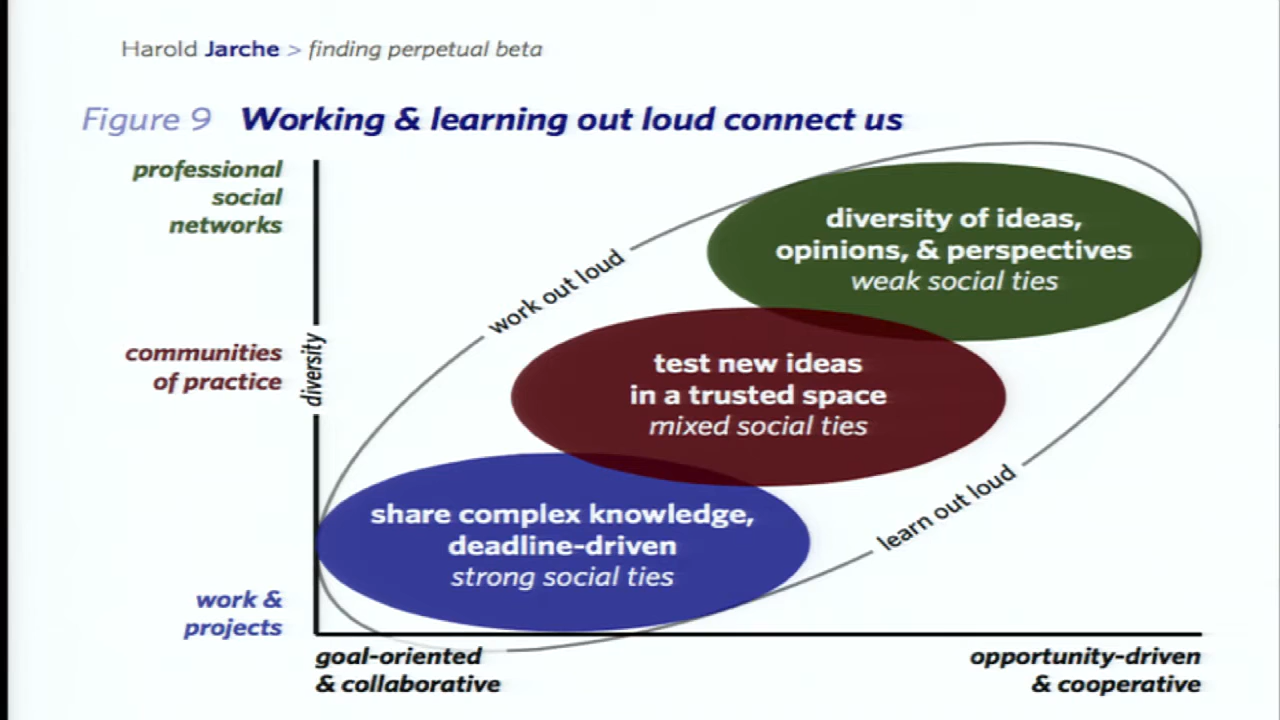 Harold Jarche > finding perpetual beta
Figure 9 Working & learning out loud connect us
professional
social
networks
communities
of practice
work &
projects
diversity
work out loud
learn out loud
diversity of ideas,
opinions, & perspectives
weak social ties
test new ideas
in a trusted space
mixed social ties
share complex knowledge,
deadline-driven
strong social ties
goal-oriented
& collaborative
opportunity-driven
& cooperative